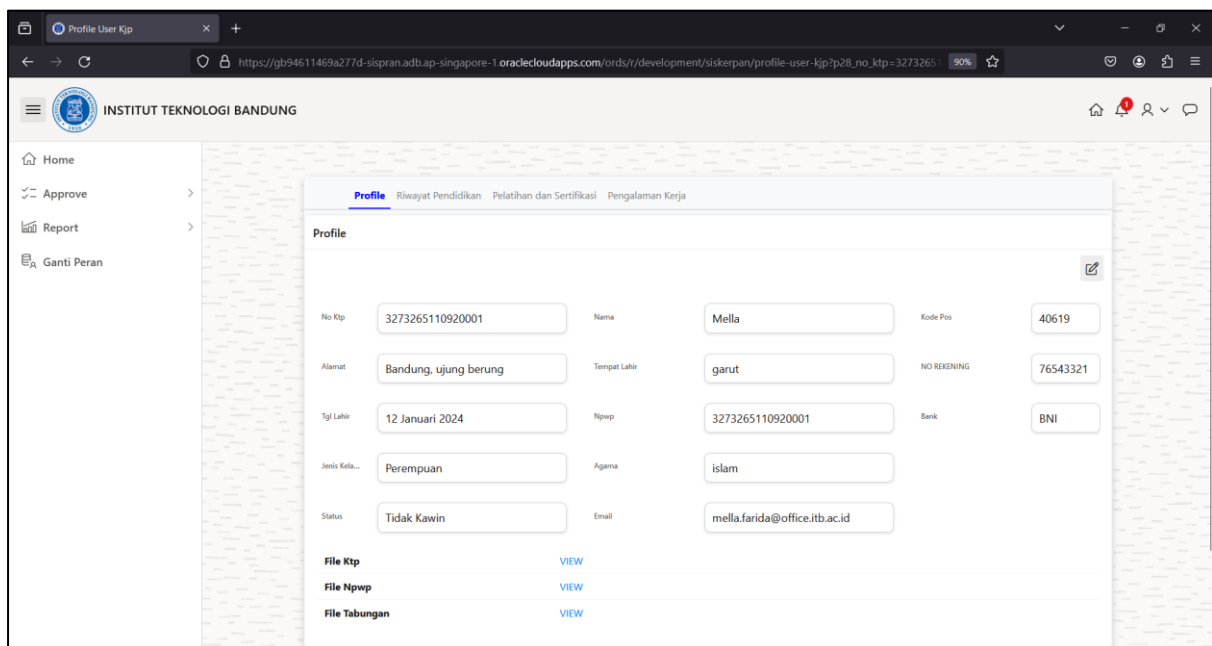 Profile User Kjp
https://gb94611469a277d-sispran.adb.ap-singapore-1.oraclecloudapps.com/ords/r/development/siskerpan/profile-user-kjp?p28_no_ktp=32732651
90%
INSTITUT TEKNOLOGI BANDUNG
1
Home
Approve
Report
Ganti Peran
Profile Riwayat Pendidikan Pelatihan dan Sertifikasi Pengalaman Kerja
Profile
No Ktp 3273265110920001 Nama Mella Kode Pos 40619
Alamat Bandung, ujung berung Tempat Lahir garut NO REKENING 76543321
Tgl Lahir 12 Januari 2024 Npwp 3273265110920001 Bank BNI
Jenis Kela... Perempuan Agama islam
Status Tidak Kawin Email mella.farida@office.itb.ac.id
File Ktp VIEW
File Npwp VIEW
File Tabungan VIEW